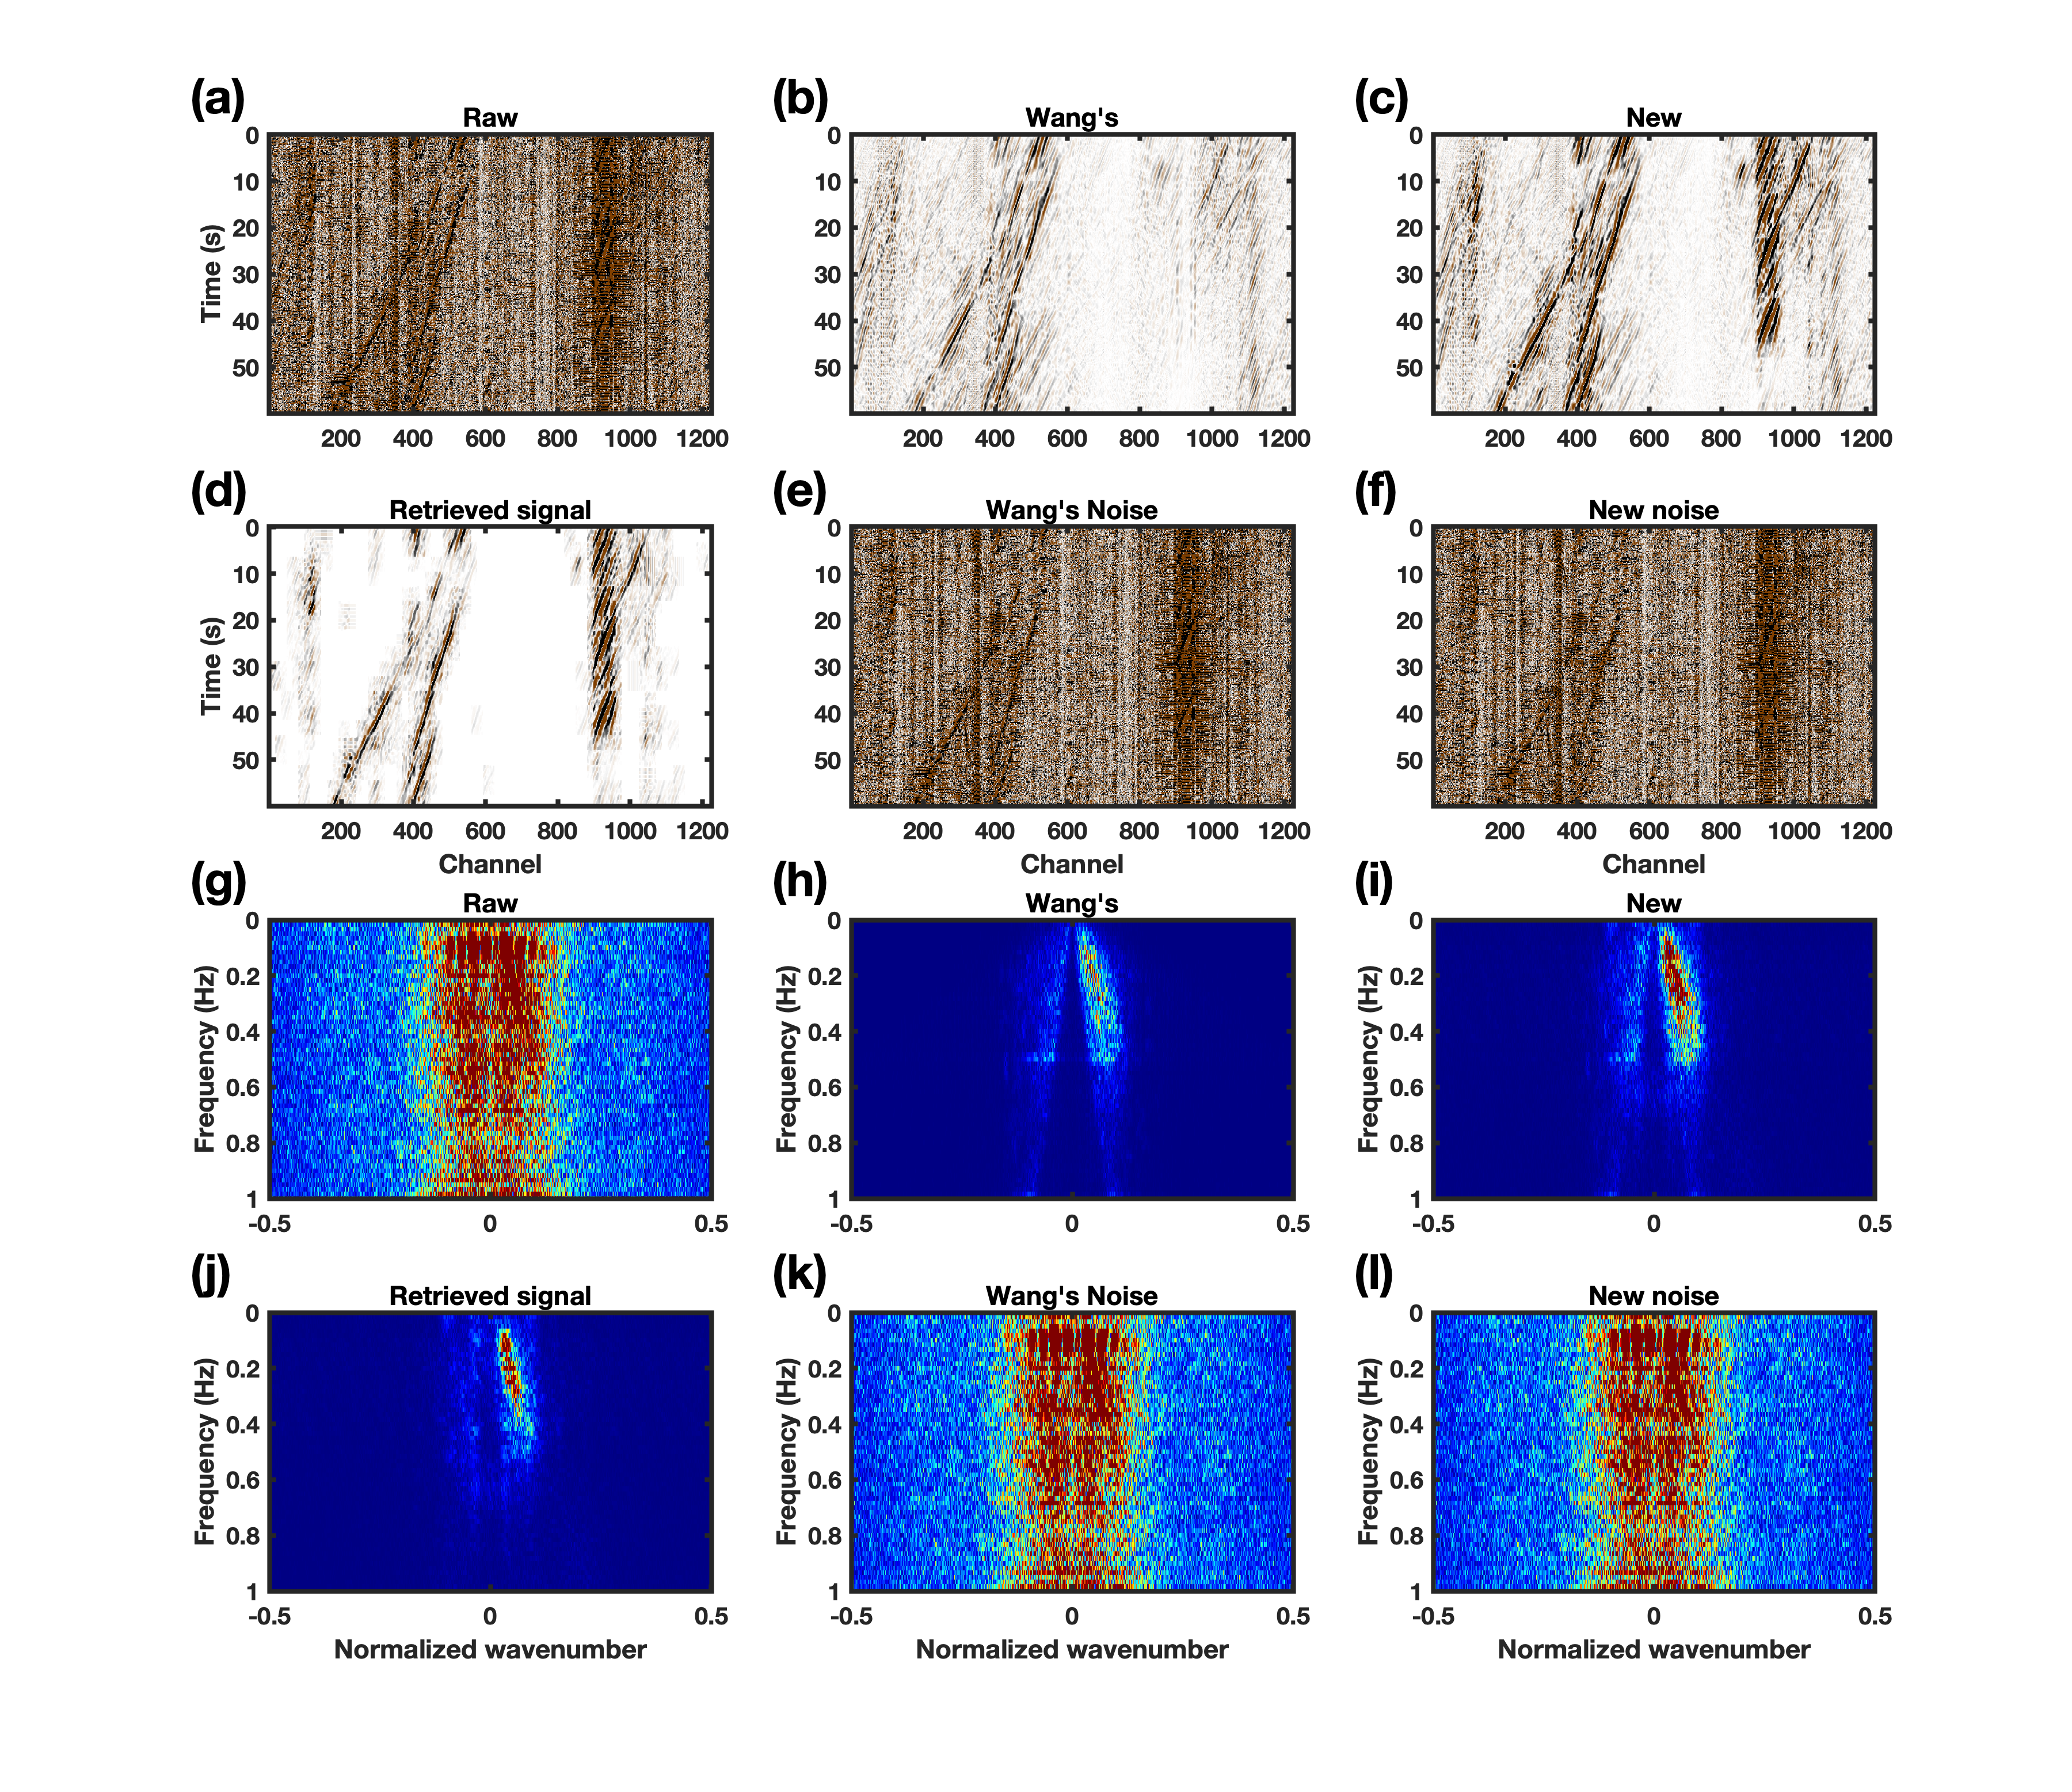 (a) (b) (c)
Raw Wang's New
0 0 0
10 10 10
20 20 20
Time (s)
30 30 30
40 40 40
50 50 50
200 400 600 800 1000 1200 200 400 600 800 1000 1200 200 400 600 800 1000 1200
(d) (e) (f)
Retrieved signal Wang's Noise New noise
0 0 0
10 10 10
20 20 20
Time (s)
30 30 30
40 40 40
50 50 50
200 400 600 800 1000 1200 200 400 600 800 1000 1200 200 400 600 800 1000 1200
Channel Channel Channel
(g) (h) (i)
Raw Wang's New
0 0 0
0.2 0.2 0.2
Frequency (Hz) Frequency (Hz) Frequency (Hz)
0.4 0.4 0.4
0.6 0.6 0.6
0.8 0.8 0.8
1 1 1
-0.5 0 0.5 -0.5 0 0.5 -0.5 0 0.5
(j) (k) (l)
Retrieved signal Wang's Noise New noise
0 0 0
0.2 0.2 0.2
Frequency (Hz) Frequency (Hz) Frequency (Hz)
0.4 0.4 0.4
0.6 0.6 0.6
0.8 0.8 0.8
1 1 1
-0.5 0 0.5 -0.5 0 0.5 -0.5 0 0.5
Normalized wavenumber Normalized wavenumber Normalized wavenumber